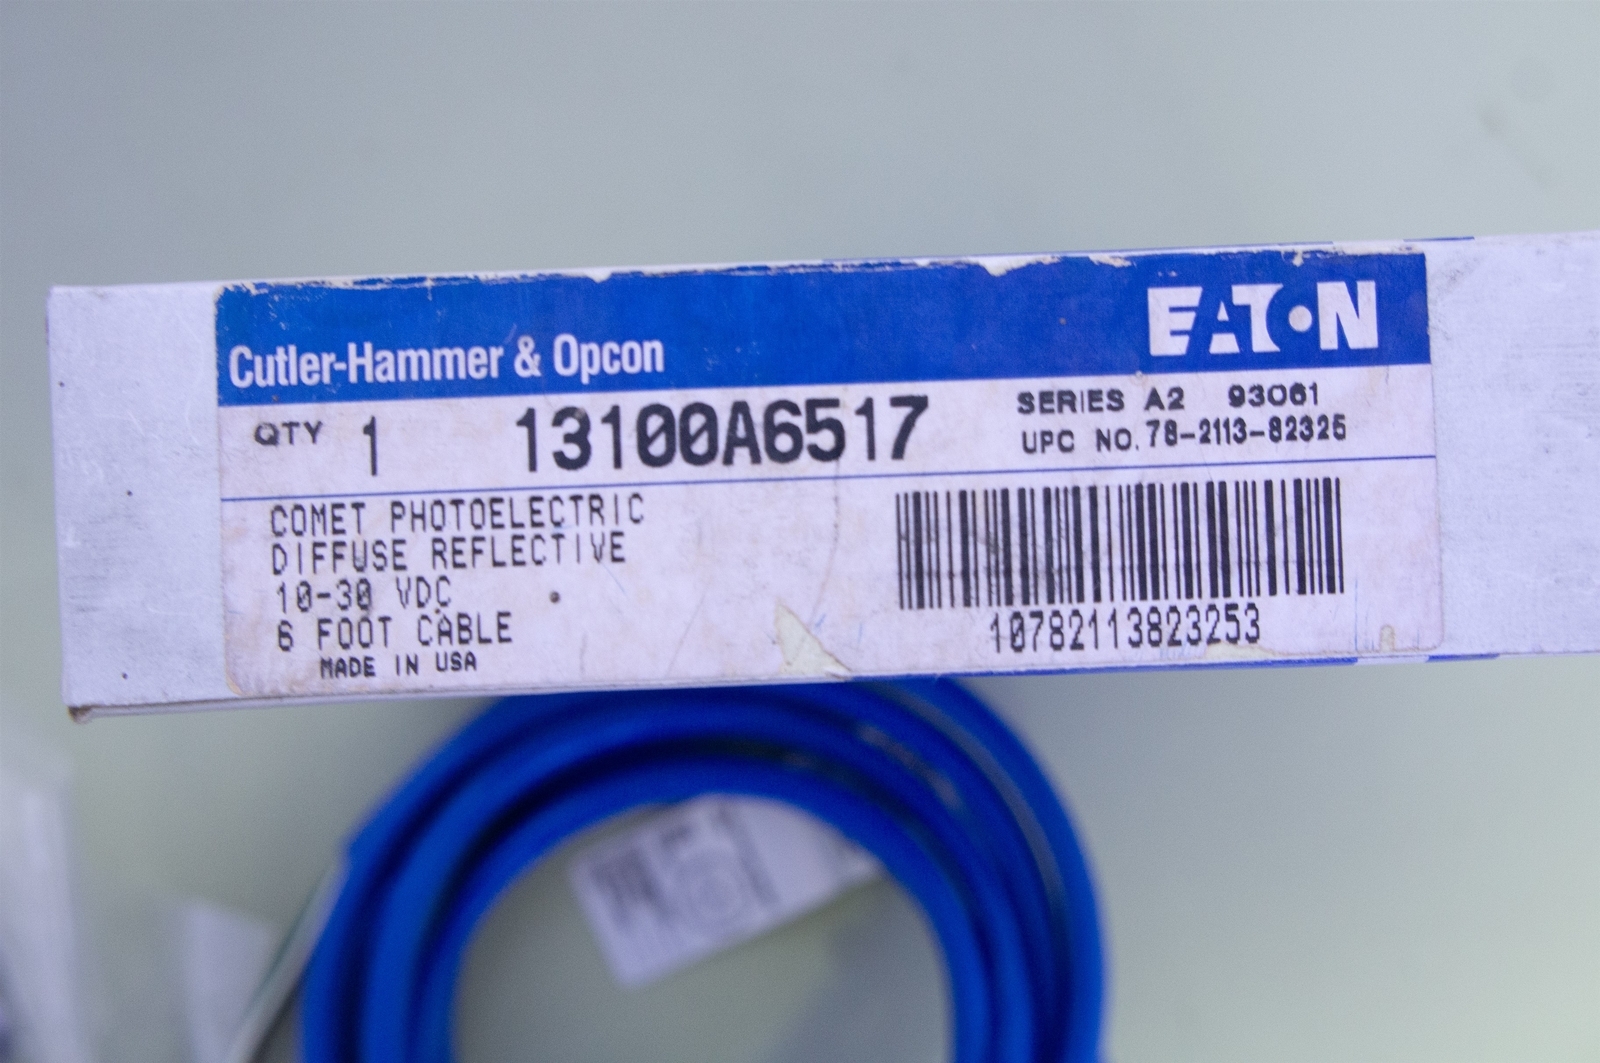 Cutler-Hammer & Opcon
EATON
QTY 1 13100A6517
SERIES A2 93061
UPC NO. 78-2113-82325
COMET PHOTOELECTRIC
DIFFUSE REFLECTIVE
10-30 VDC
6 FOOT CABLE
MADE IN USA
10782113823253